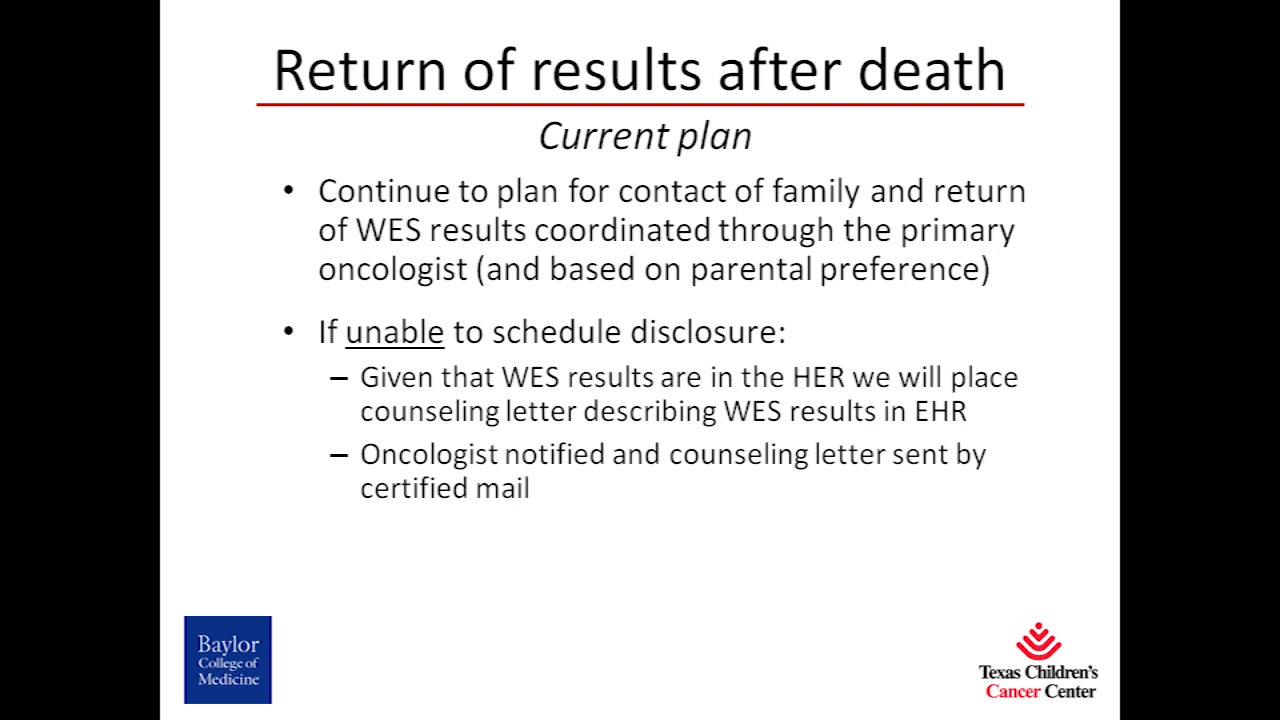 Return of results after death
Current plan
• Continue to plan for contact of family and return
of WES results coordinated through the primary
oncologist (and based on parental preference)
• If unable to schedule disclosure:
– Given that WES results are in the HER we will place
counseling letter describing WES results in EHR
– Oncologist notified and counseling letter sent by
certified mail
Baylor
College of
Medicine
Texas Children's
Cancer Center